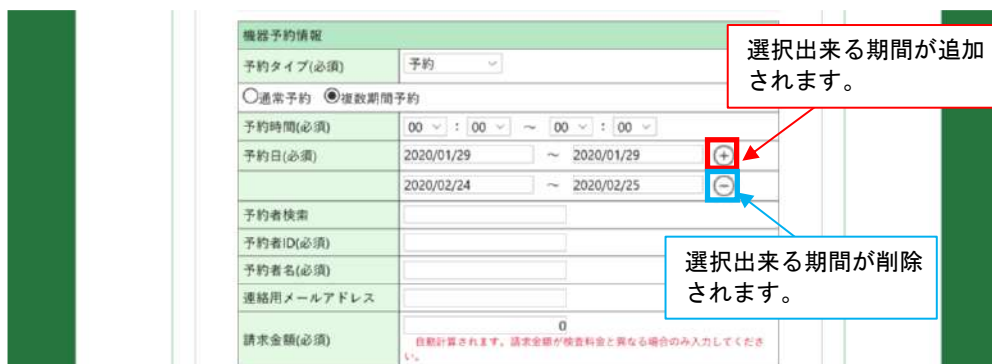 機器予約情報
予約タイプ(必須) 予約
選択出来る期間が追加
されます。
通常予約 複数期間予約
予約時間(必須) 00 : 00 ～ 00 : 00
予約日(必須) 2020/01/29 ～ 2020/01/29
2020/02/24 ～ 2020/02/25
予約者検索
予約者ID(必須)
予約者名(必須)
選択出来る期間が削除
されます。
連絡用メールアドレス
請求金額(必須) 0
自動計算されます。請求金額が検査料金と異なる場合のみ入力してくださ
い。